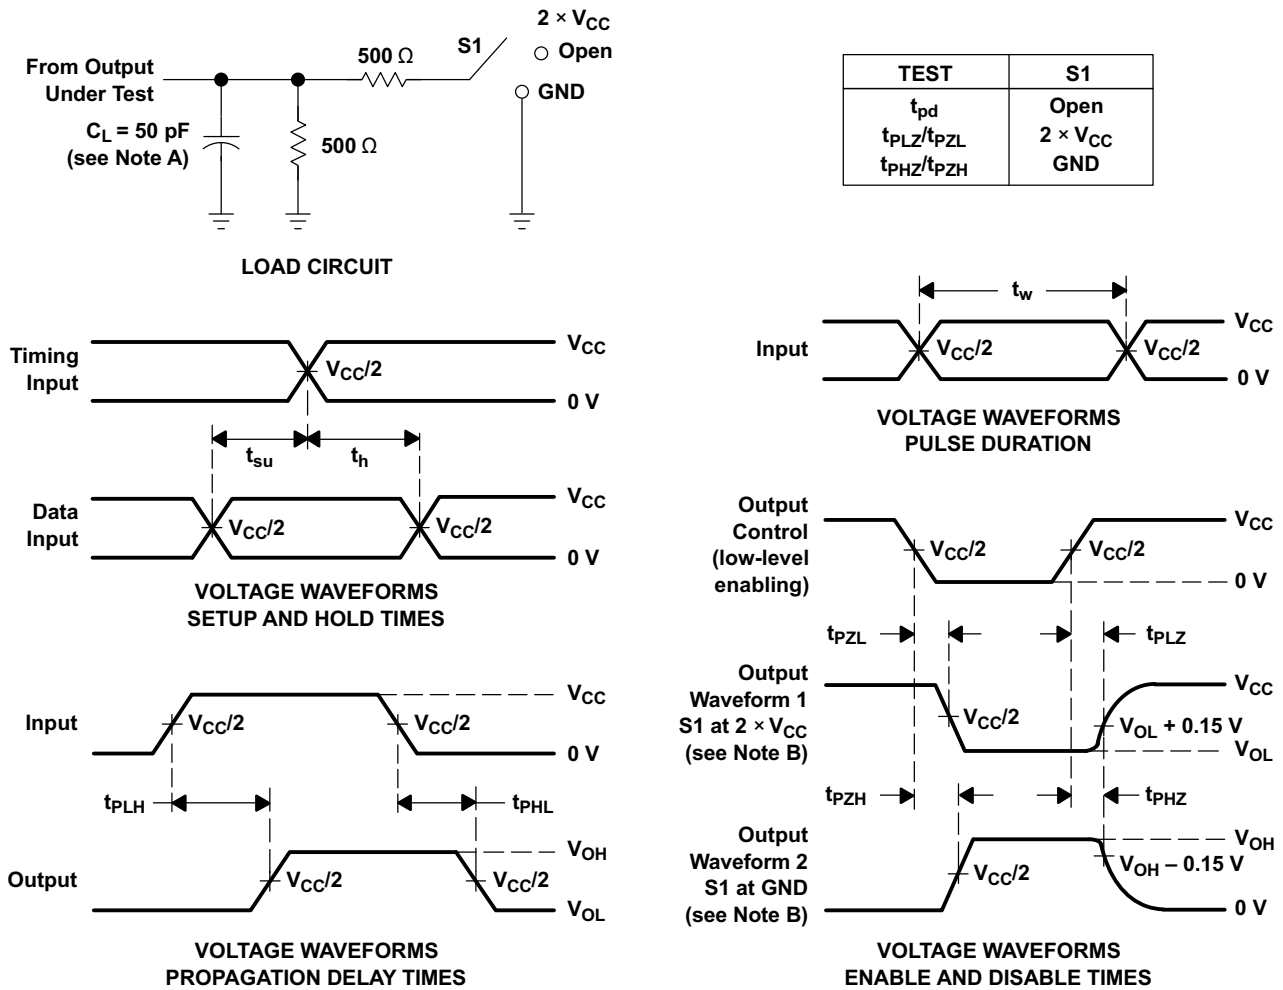 2 × VCC
S1
Open
500 Ω
From Output
Under Test
GND
CL = 50 pF
(see Note A)
500 Ω
LOAD CIRCUIT
TEST S1
tpd Open
tPLZ/tPZL 2 × VCC
tPHZ/tPZH GND
Timing
Input
VCC
VCC/2
0 V
tsu
th
Data
Input
VCC
VCC/2
VCC/2
0 V
VOLTAGE WAVEFORMS
SETUP AND HOLD TIMES
tw
Input
VCC
VCC/2
VCC/2
0 V
VOLTAGE WAVEFORMS
PULSE DURATION
Input
VCC
VCC/2
VCC/2
0 V
tPLH
tPHL
Output
VOH
VCC/2
VCC/2
VOL
VOLTAGE WAVEFORMS
PROPAGATION DELAY TIMES
Output
Control
(low-level
enabling)
VCC
VCC/2
VCC/2
0 V
tPZL
tPLZ
Output
Waveform 1
S1 at 2 × VCC
(see Note B)
VCC
VCC/2
VOL + 0.15 V
VOL
tPZH
tPHZ
Output
Waveform 2
S1 at GND
(see Note B)
VOH
VCC/2
VOH − 0.15 V
0 V
VOLTAGE WAVEFORMS
ENABLE AND DISABLE TIMES